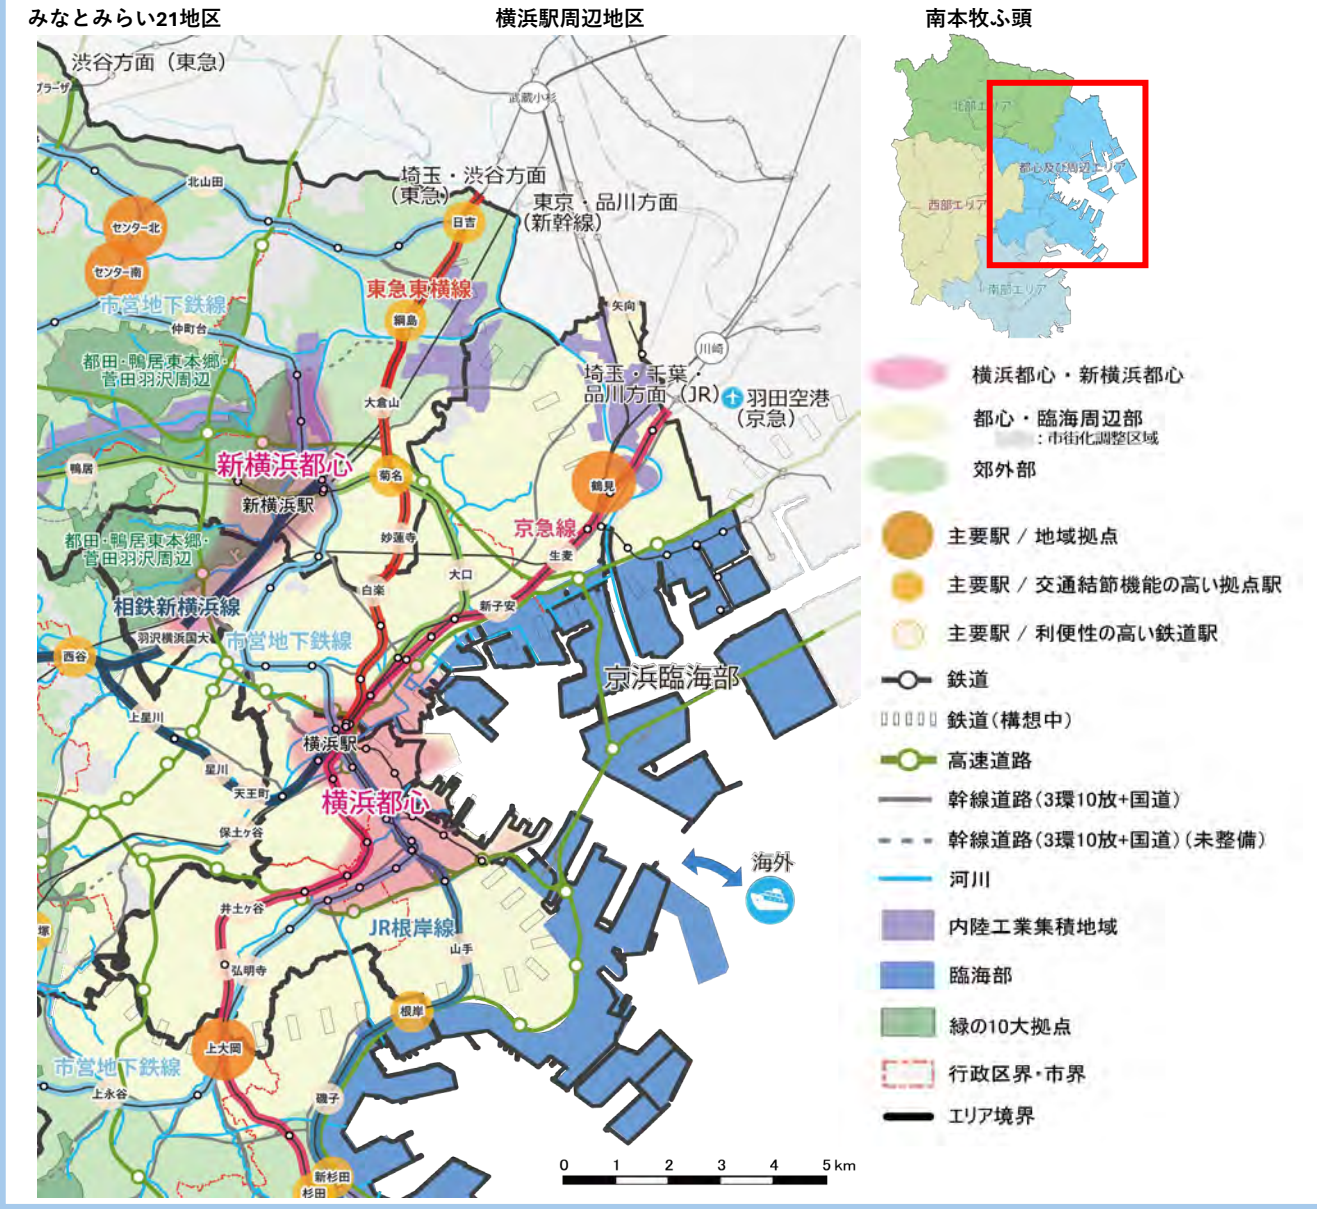 みなとみらい21地区
横浜駅周辺地区
南本牧ふ頭
渋谷方面（東急）
プラーザ
武蔵小杉
北山田
センター北
センター南
市営地下鉄線
仲町台
埼玉・渋谷方面
（東急）
東京・品川方面
（新幹線）
日吉
東急東横線
綱島
矢向
川崎
都田・鴨居東本郷・
菅田羽沢周辺
埼玉・千葉・
品川方面（JR）
羽田空港
（京急）
大倉山
鴨居
新横浜都心
新横浜駅
菊名
鶴見
京急線
妙蓮寺
生麦
都田・鴨居東本郷・
菅田羽沢周辺
白楽
大口
新子安
相鉄新横浜線
羽沢横浜国大
市営地下鉄線
西谷
京浜臨海部
上星川
横浜駅
星川
天王町
横浜都心
保土ケ谷
海外
井土ケ谷
JR根岸線
山手
塚
弘明寺
根岸
上大岡
市営地下鉄線
上永谷
磯子
新杉田
杉田
0 1 2 3 4 5 km
北部エリア
都心及び周辺エリア
西部エリア
南部エリア
横浜都心・新横浜都心
都心・臨海周辺部
：市街化調整区域
郊外部
主要駅 / 地域拠点
主要駅 / 交通結節機能の高い拠点駅
主要駅 / 利便性の高い鉄道駅
鉄道
鉄道（構想中）
高速道路
幹線道路（3環10放+国道）
幹線道路（3環10放+国道）（未整備）
河川
内陸工業集積地域
臨海部
緑の10大拠点
行政区界・市界
エリア境界